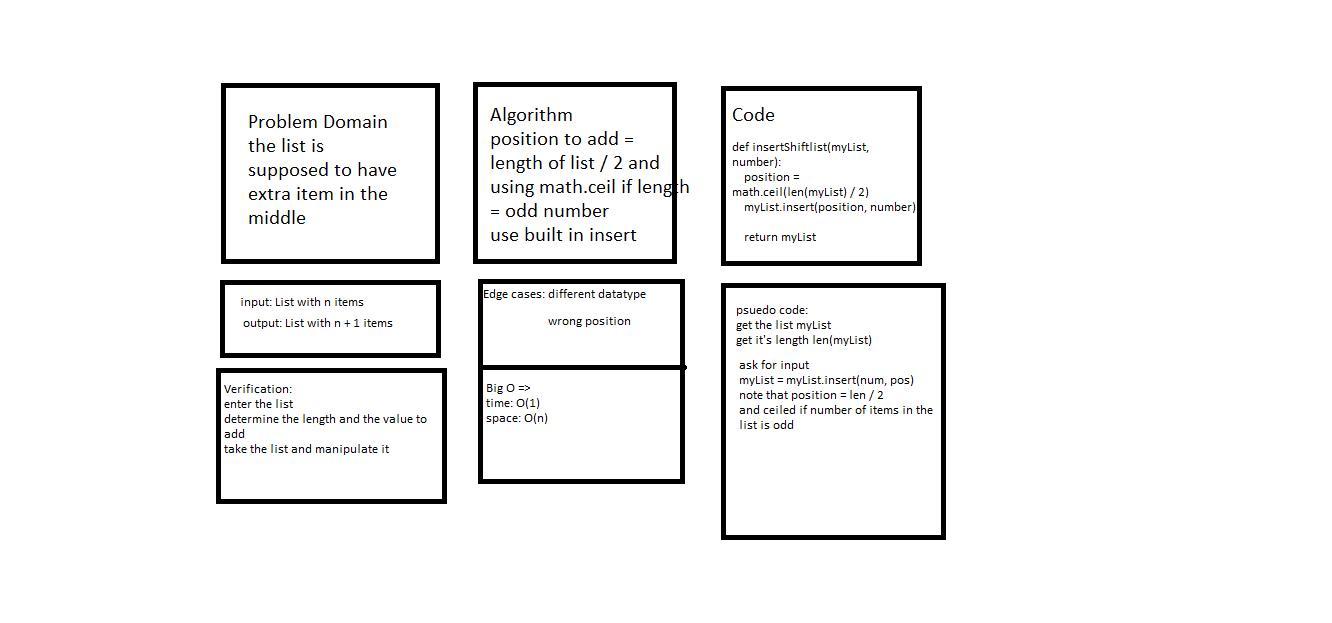 Problem Domain
the list is
supposed to have
extra item in the
middle
Algorithm
position to add =
length of list / 2 and
using math.ceil if length
= odd number
use built in insert
Code
def insertShiftlist(myList,
number):
position =
math.ceil(len(myList) / 2)
myList.insert(position, number)
return myList
input: List with n items
output: List with n + 1 items
Edge cases: different datatype
wrong position
psuedo code:
get the list myList
get it's length len(myList)
ask for input
myList = myList.insert(num, pos)
note that position = len / 2
and ceiled if number of items in the
list is odd
Verification:
enter the list
determine the length and the value to
add
take the list and manipulate it
Big O =>
time: O(1)
space: O(n)